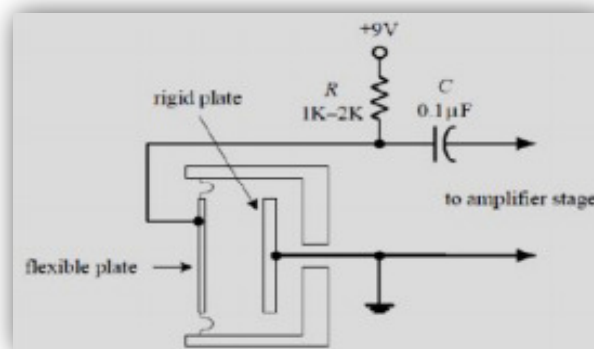 +9V
R
1K–2K
C
0.1µF
rigid plate
to amplifier stage
flexible plate